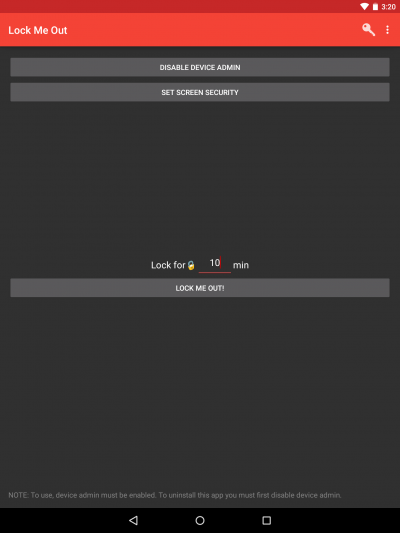 3:20
Lock Me Out
DISABLE DEVICE ADMIN
SET SCREEN SECURITY
Lock for 10 min
LOCK ME OUT!
NOTE: To use, device admin must be enabled. To uninstall this app you must first disable device admin.